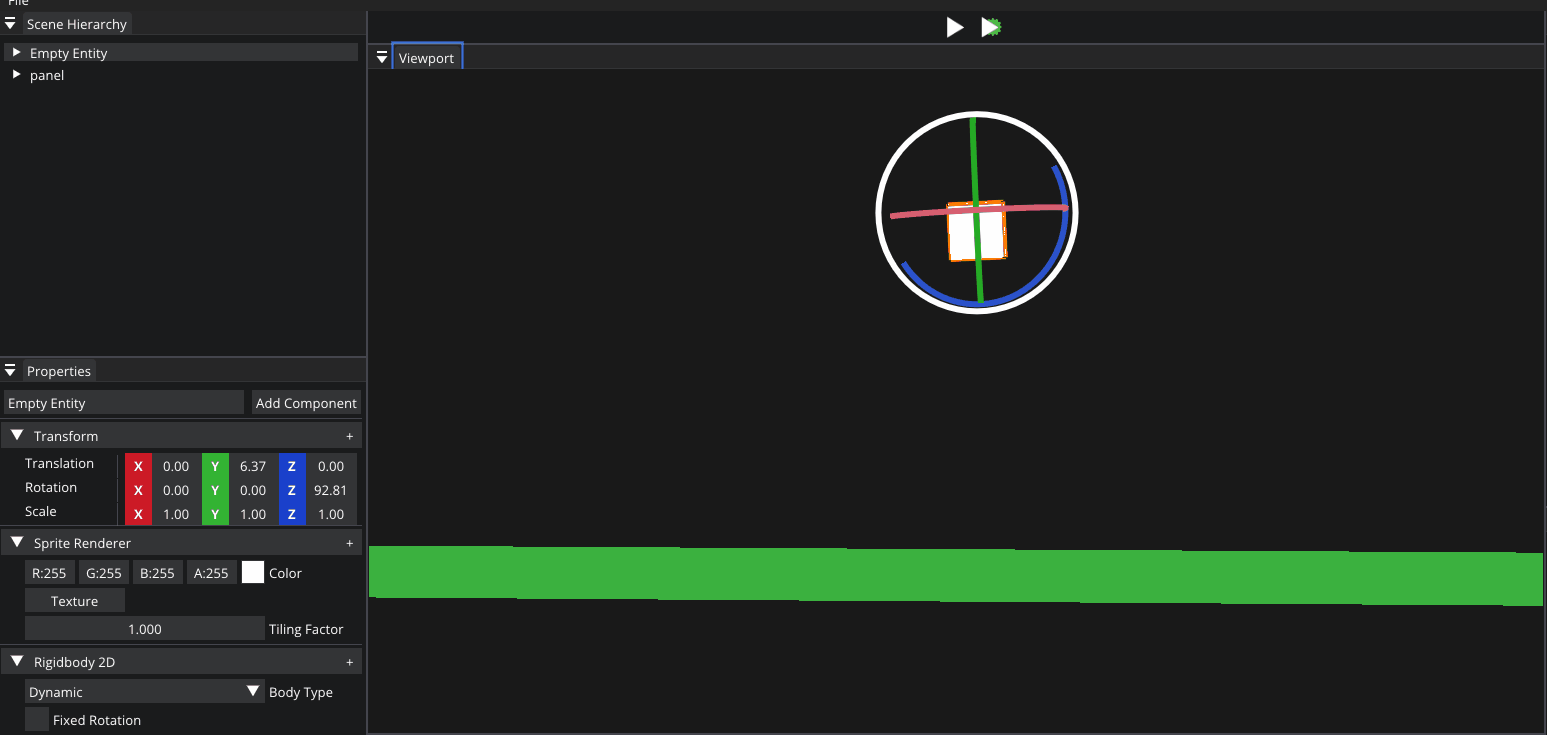 File
Scene Hierarchy
Empty Entity
panel
Viewport
Properties
Empty Entity Add Component
Transform +
Translation X 0.00 Y 6.37 Z 0.00
Rotation X 0.00 Y 0.00 Z 92.81
Scale X 1.00 Y 1.00 Z 1.00
Sprite Renderer +
R:255 G:255 B:255 A:255 Color
Texture
1.000 Tiling Factor
Rigidbody 2D +
Dynamic Body Type
Fixed Rotation